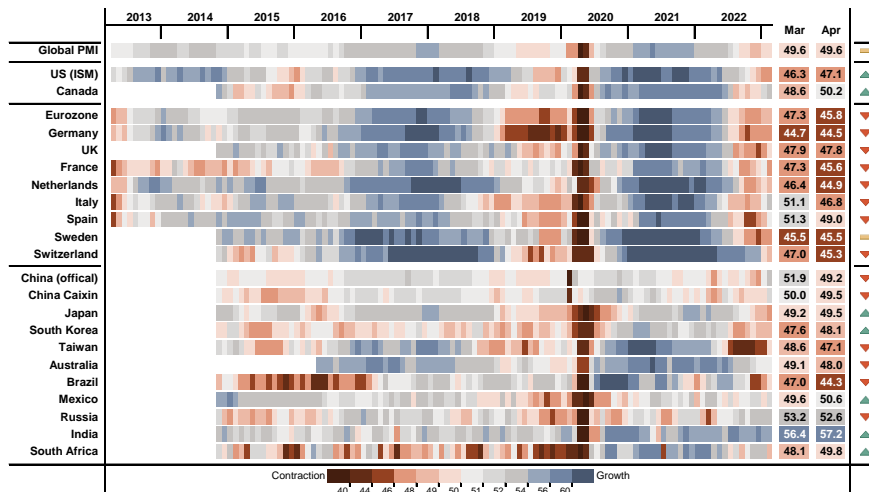 2013 2014 2015 2016 2017 2018 2019 2020 2021 2022 Mar Apr
Global PMI 49.6 49.6
US (ISM) 46.3 47.1
Canada 48.6 50.2
Eurozone 47.3 45.8
Germany 44.7 44.5
UK 47.9 47.8
France 47.3 45.6
Netherlands 46.4 44.9
Italy 51.1 46.8
Spain 51.3 49.0
Sweden 45.5 45.5
Switzerland 47.0 45.3
China (offical) 51.9 49.2
China Caixin 50.0 49.5
Japan 49.2 49.5
South Korea 47.6 48.1
Taiwan 48.6 47.1
Australia 49.1 48.0
Brazil 47.0 44.3
Mexico 49.6 50.6
Russia 53.2 52.6
India 56.4 57.2
South Africa 48.1 49.8
Contraction Growth
40 44 46 48 49 50 51 52 54 56 60